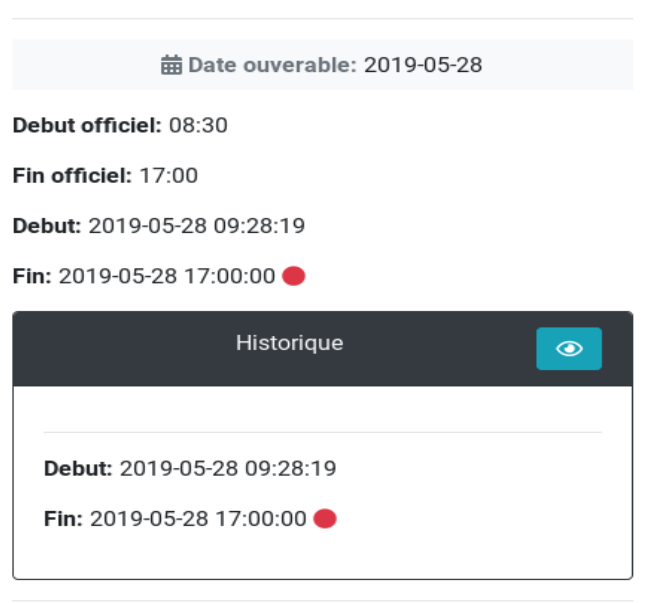 Date ouverable: 2019-05-28
Debut officiel: 08:30
Fin officiel: 17:00
Debut: 2019-05-28 09:28:19
Fin: 2019-05-28 17:00:00
Historique
Debut: 2019-05-28 09:28:19
Fin: 2019-05-28 17:00:00